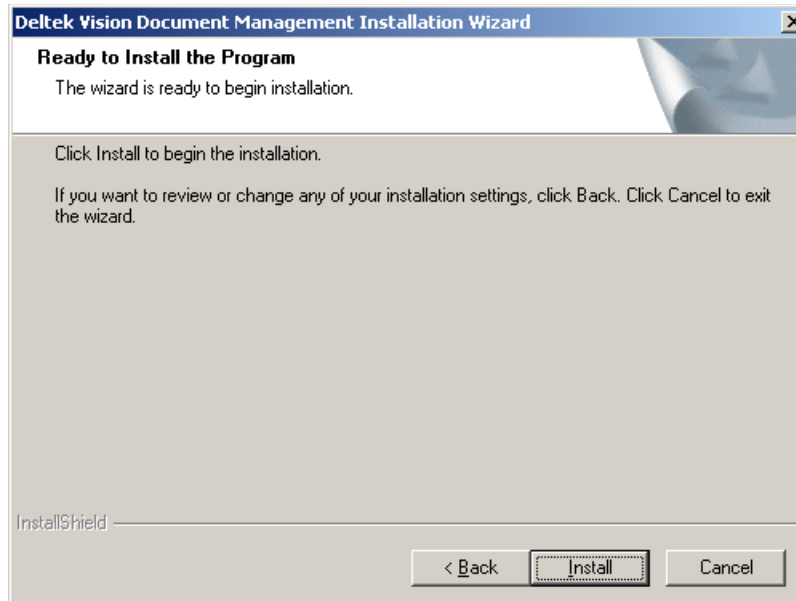 Deltek Vision Document Management Installation Wizard
Ready to Install the Program
The wizard is ready to begin installation.
Click Install to begin the installation.
If you want to review or change any of your installation settings, click Back. Click Cancel to exit
the wizard.
InstallShield
< Back Install Cancel